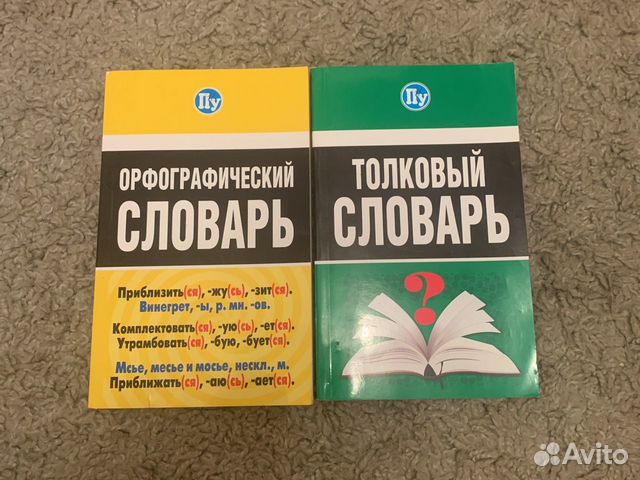 Пу
ОРФОГРАФИЧЕСКИЙ
СЛОВАРЬ
Приблизить(ся), -жу(сь), -зит(ся).
Винегрет, -ы, р. мн. -ов.
Комплектовать(ся), -ую(сь), -ет(ся).
Утрамбовать(ся), -бую, -бует(ся).
Мсье, месье и мосье, нескл., м.
Приближать(ся), -аю(сь), -ает(ся).
Пу
ТОЛКОВЫЙ
СЛОВАРЬ
?
Avito